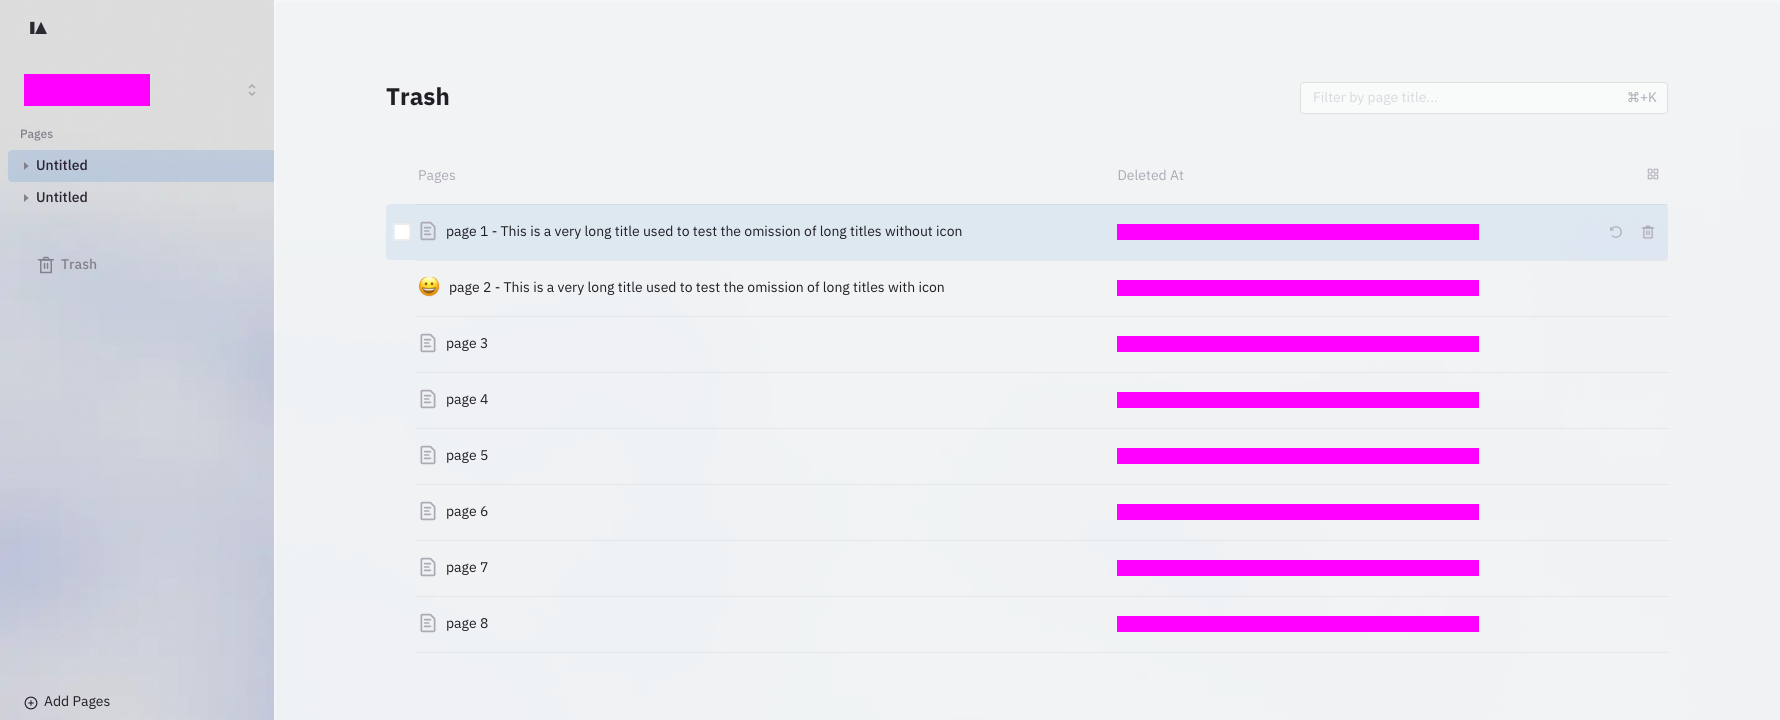 Pages
Untitled
Untitled
Trash
Add Pages
Trash
Filter by page title...
⌘+K
Pages
Deleted At
page 1 - This is a very long title used to test the omission of long titles without icon
page 2 - This is a very long title used to test the omission of long titles with icon
page 3
page 4
page 5
page 6
page 7
page 8